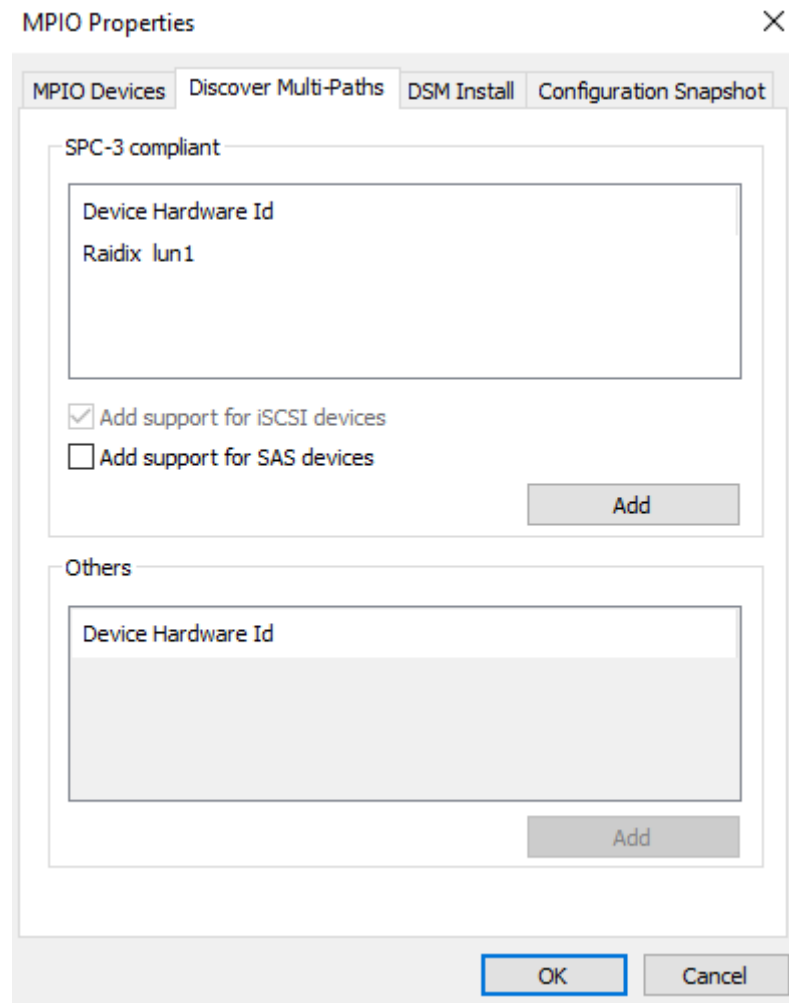 MPIO Properties
MPIO Devices Discover Multi-Paths DSM Install Configuration Snapshot
SPC-3 compliant
Device Hardware Id
Raidix lun1
Add support for iSCSI devices
Add support for SAS devices
Add
Others
Device Hardware Id
Add
OK Cancel